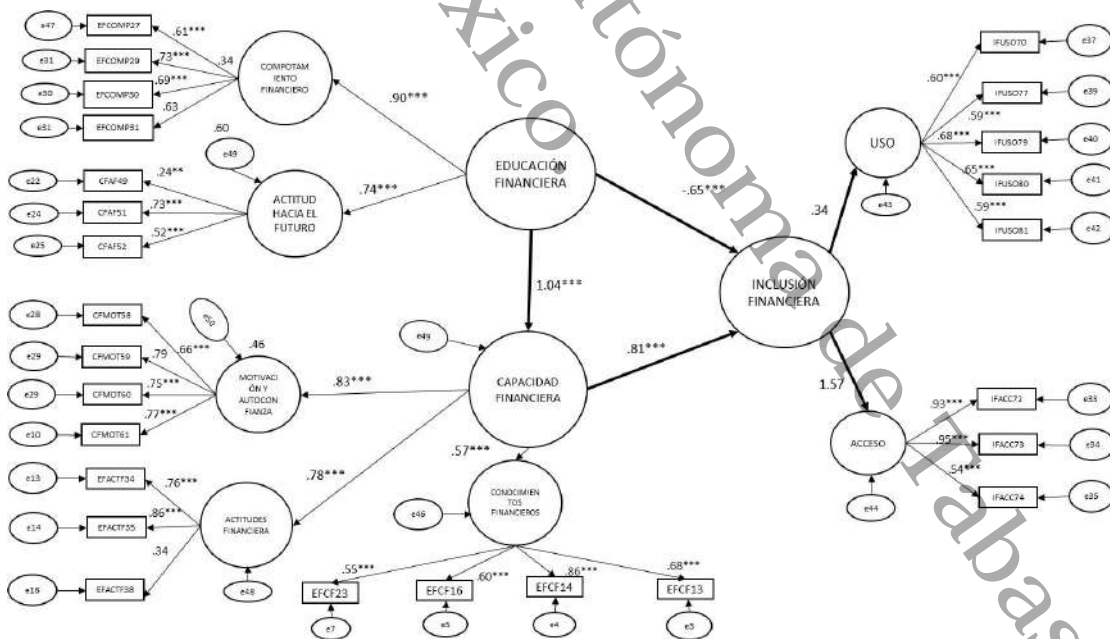 e47
EFCOMP27
.61***
e31
EFCOMP29
.73***
.34
e30
EFCOMP30
.69***
e31
EFCOMP31
.63
COMPOTAM
IENTO
FINANCIERO
.90***
.60
e49
e22
CFAF49
.24**
e24
CFAF51
.73***
e25
CFAF52
.52***
ACTITUD
HACIA EL
FUTURO
.74***
EDUCACIÓN
FINANCIERA
-.65***
1.04***
e28
CFMOT58
.66***
e29
CFMOT59
.79
e29
CFMOT60
.75***
e10
CFMOT61
.77***
e50
.46
MOTIVACI
ÓN Y
AUTOCON
FIANZA
.83***
e49
CAPACIDAD
FINANCIERA
.81***
.78***
.57***
e13
EFACTF34
.76***
e14
EFACTF35
.86***
e16
EFACTF38
.34
ACTITUDES
FINANCIERA
e48
e46
CONOCIMIEN
TOS
FINANCIEROS
.55***
.60***
.86***
.68***
EFCF23
EFCF16
EFCF14
EFCF13
e7
e5
e4
e3
INCLUSIÓN
FINANCIERA
.34
1.57
USO
e43
.60***
IFUSO70
e37
.59***
IFUSO77
e39
.68***
IFUSO79
e40
.65***
IFUSO80
e41
.59***
IFUSO81
e42
ACCESO
e44
.93***
IFACC72
e33
.95***
IFACC73
e34
.54***
IFACC74
e35
tónoma de Tabas
xico